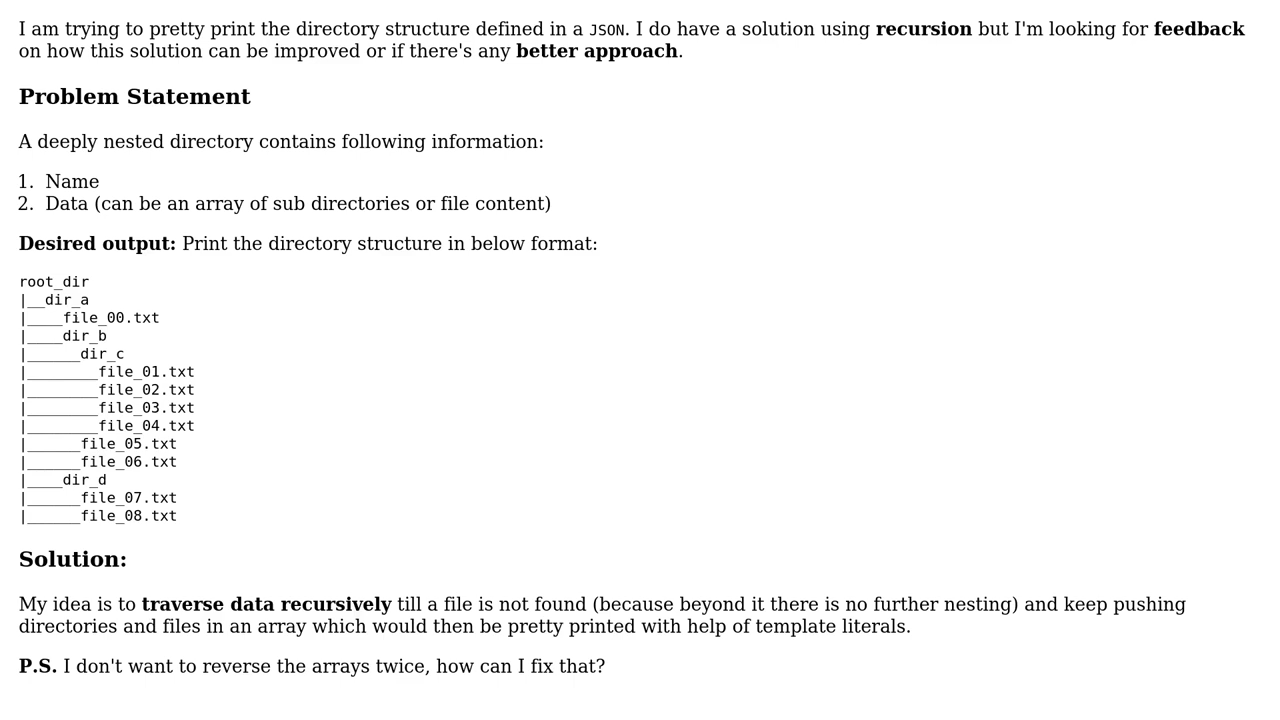 I am trying to pretty print the directory structure defined in a JSON. I do have a solution using recursion but I'm looking for feedback
on how this solution can be improved or if there's any better approach.
Problem Statement
A deeply nested directory contains following information:
1. Name
2. Data (can be an array of sub directories or file content)
Desired output: Print the directory structure in below format:
root_dir
|__dir_a
|____file_00.txt
|____dir_b
|______dir_c
|________file_01.txt
|________file_02.txt
|________file_03.txt
|________file_04.txt
|______file_05.txt
|______file_06.txt
|____dir_d
|______file_07.txt
|______file_08.txt
Solution:
My idea is to traverse data recursively till a file is not found (because beyond it there is no further nesting) and keep pushing
directories and files in an array which would then be pretty printed with help of template literals.
P.S. I don't want to reverse the arrays twice, how can I fix that?